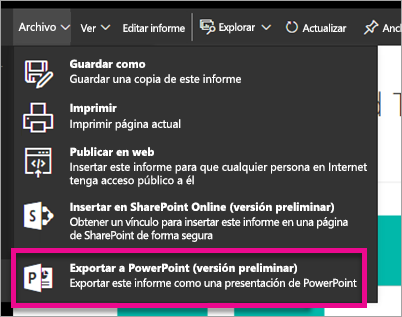 Archivo Ver Editar informe Explorar Actualizar Anc
Guardar como
Guardar una copia de este informe
Imprimir
Imprimir página actual
Publicar en web
Insertar este informe para que cualquier persona en Internet
tenga acceso público a él
Insertar en SharePoint Online (versión preliminar)
Obtener un vínculo para insertar este informe en una página
de SharePoint de forma segura
Exportar a PowerPoint (versión preliminar)
Exportar este informe como una presentación de PowerPoint